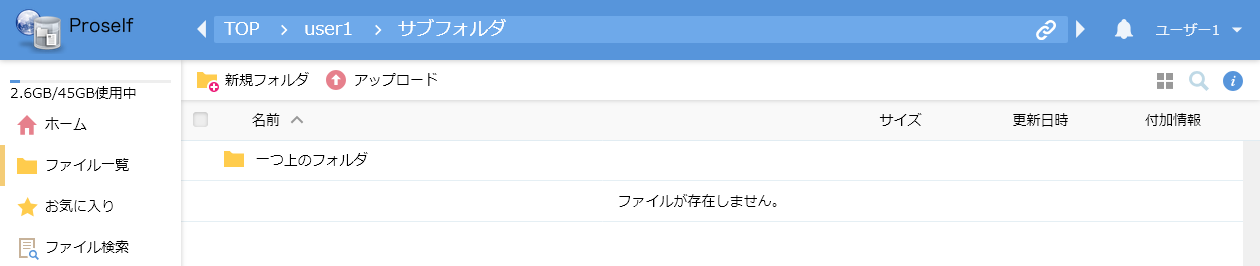 Proself
TOP > user1 > サブフォルダ
ユーザー1
2.6GB/45GB使用中
ホーム
ファイル一覧
お気に入り
ファイル検索
新規フォルダ アップロード
名前 サイズ 更新日時 付加情報
一つ上のフォルダ
ファイルが存在しません。